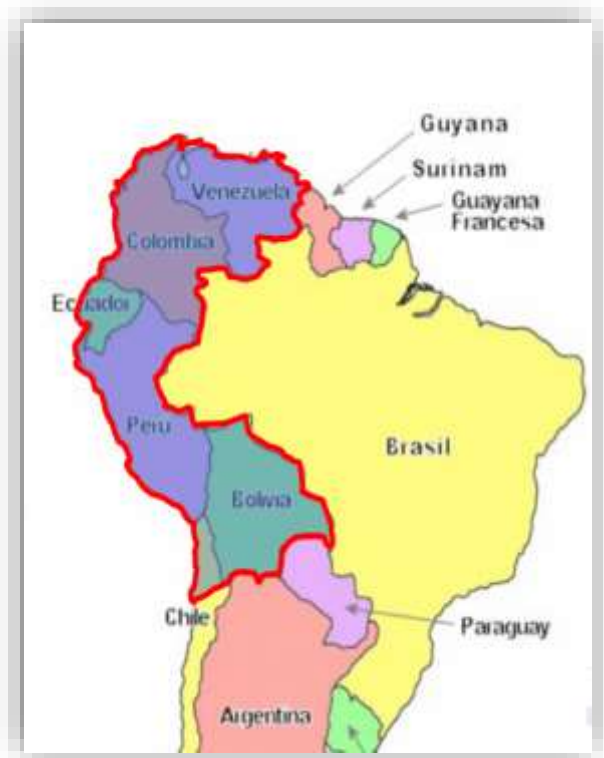 Guyana
Surinam
Guayana
Francesa
Venezuela
Colombia
Ecuador
Peru
Brasil
Bolivia
Chile
Paraguay
Argentina